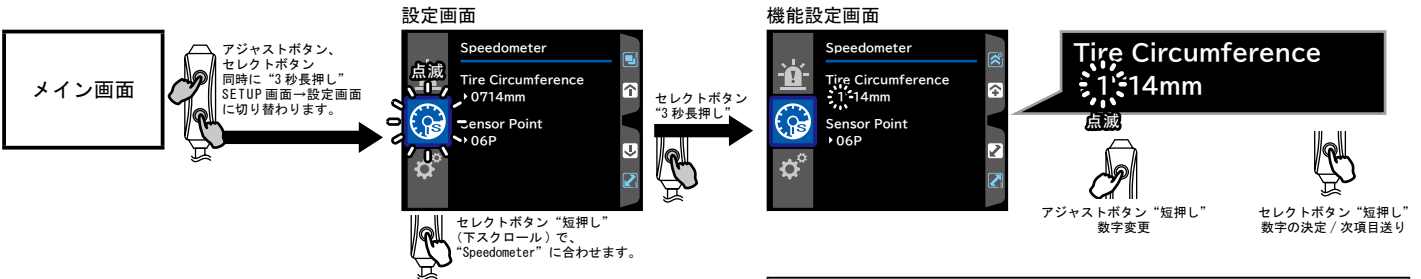 メイン画面
アジャストボタン、
セレクトボタン
同時に“3秒長押し”
SETUP 画面→設定画面
に切り替わります。
設定画面
Speedometer
点滅
Tire Circumference
0714mm
Sensor Point
06P
セレクトボタン“短押し”
(下スクロール)で、
“Speedometer”に合わせます。
セレクトボタン
“3秒長押し”
機能設定画面
Speedometer
Tire Circumference
1 14mm
Sensor Point
06P
Tire Circumference
1 14mm
点滅
アジャストボタン“短押し”
数字変更
セレクトボタン“短押し”
数字の決定/次項目送り